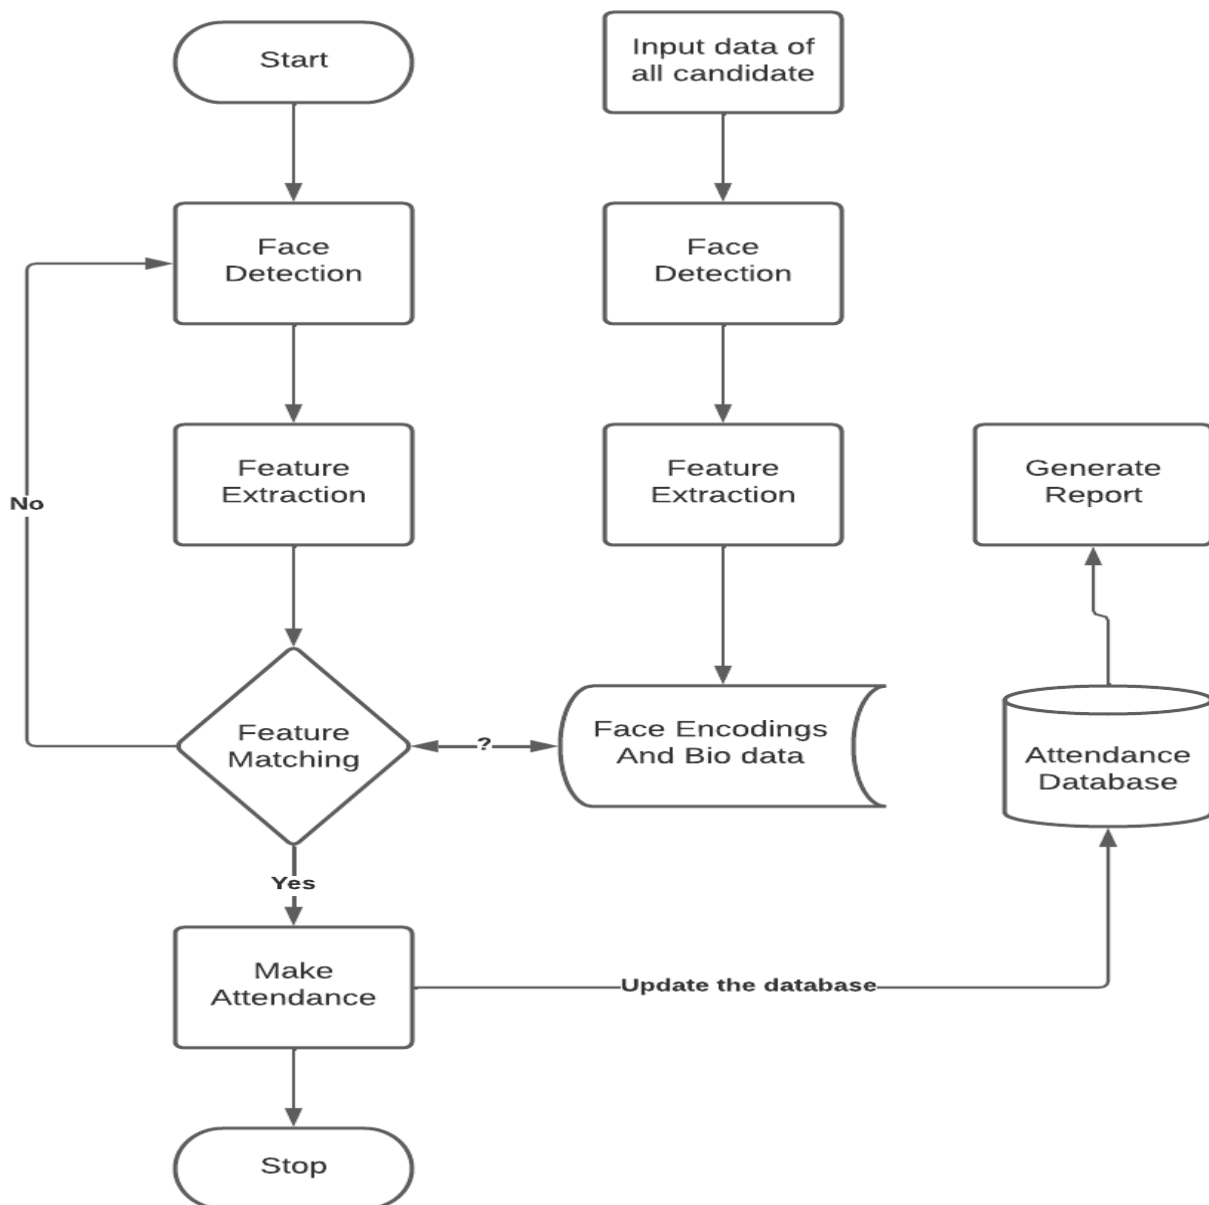 Start
Input data of
all candidate
Face
Detection
Face
Detection
Feature
Extraction
Feature
Extraction
Generate
Report
No
Feature
Matching
?
Face Encodings
And Bio data
Attendance
Database
Yes
Make
Attendance
Update the database
Stop